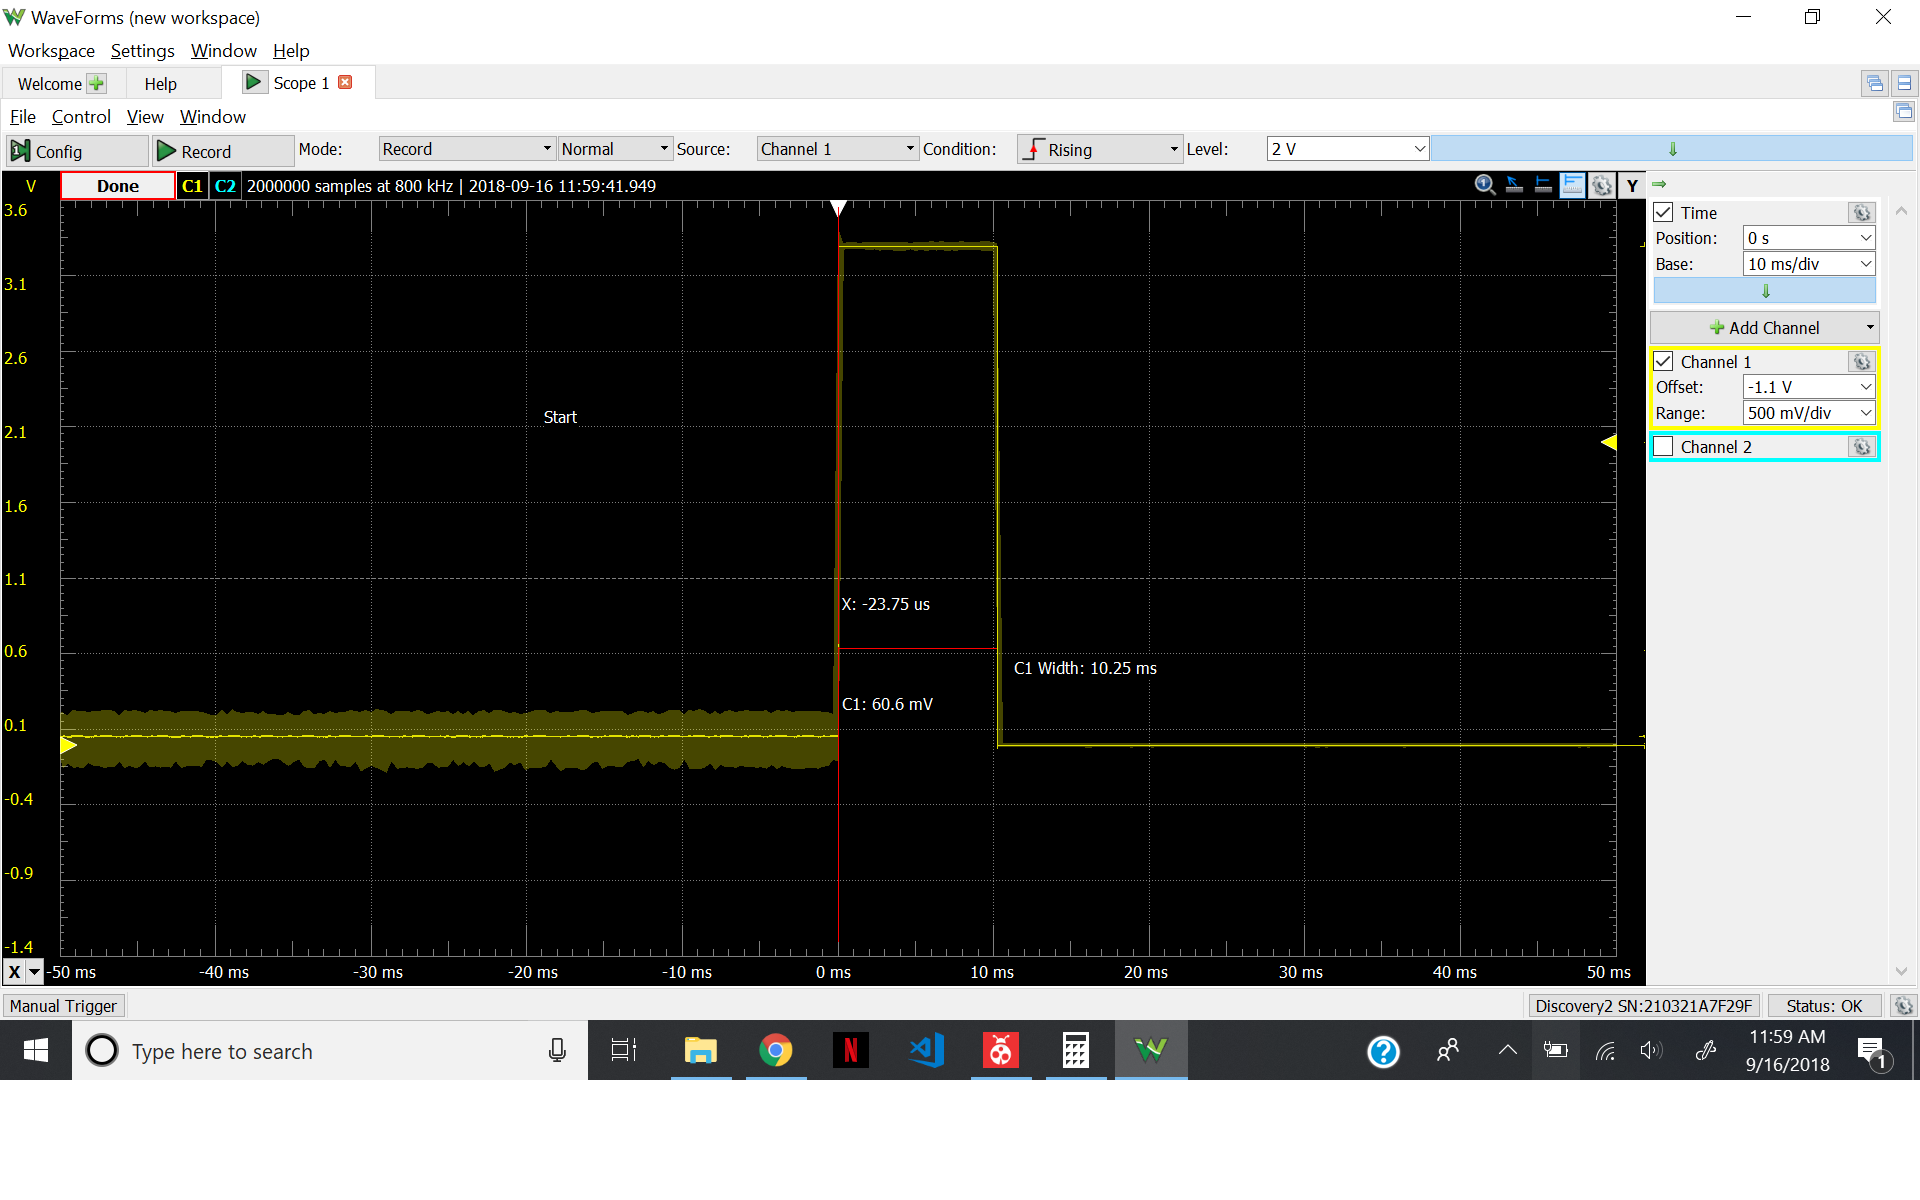 WaveForms (new workspace)
Workspace Settings Window Help
Welcome Help Scope 1
File Control View Window
Config Record Mode: Record Normal Source: Channel 1 Condition: Rising Level: 2 V
V Done C1 C2 2000000 samples at 800 kHz | 2018-09-16 11:59:41.949 Y
3.6
3.1
2.6
2.1
1.6
1.1
0.6
0.1
-0.4
-0.9
-1.4
Start
X: -23.75 us
C1 Width: 10.25 ms
C1: 60.6 mV
X -50 ms -40 ms -30 ms -20 ms -10 ms 0 ms 10 ms 20 ms 30 ms 40 ms 50 ms
Time
Position: 0 s
Base: 10 ms/div
Add Channel
Channel 1
Offset: -1.1 V
Range: 500 mV/div
Channel 2
Manual Trigger Discovery2 SN:210321A7F29F Status: OK
Type here to search
N
11:59 AM
9/16/2018
1